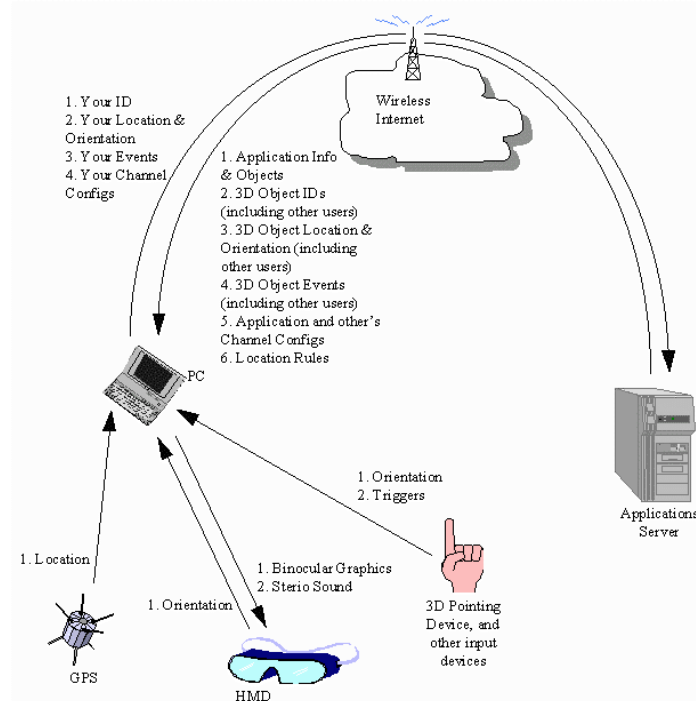 Wireless
Internet
1. Your ID
2. Your Location &
Orientation
3. Your Events
4. Your Channel
Configs
1. Application Info
& Objects
2. 3D Object IDs
(including other users)
3. 3D Object Location &
Orientation (including
other users)
4. 3D Object Events
(including other users)
5. Application and other's
Channel Configs
6. Location Rules
PC
1. Orientation
2. Triggers
Applications
Server
1. Location
1. Binocular Graphics
2. Sterio Sound
1. Orientation
3D Pointing
Device, and
other input
devices
GPS
HMD